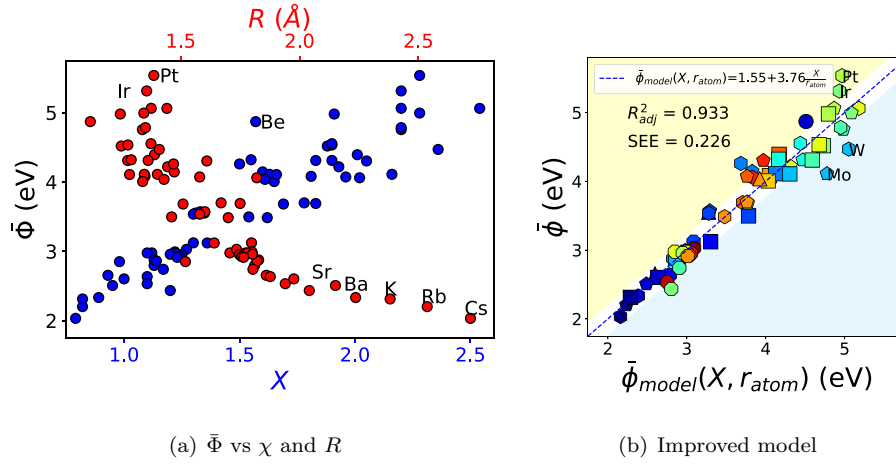 R (Å)
1.5 2.0 2.5
Pt
Ir
Be
Sr
Ba
K
Rb
Cs
5
4
3
2
Φ̄ (eV)
1.0 1.5 2.0 2.5
X
(a) Φ̄ vs χ and R
ϕ̄model(X, ratom)=1.55+3.76 X/ratom
R²adj = 0.933
SEE = 0.226
Pt
Ir
W
Mo
5
4
3
2
ϕ̄ (eV)
2 3 4 5
ϕ̄model(X, ratom) (eV)
(b) Improved model